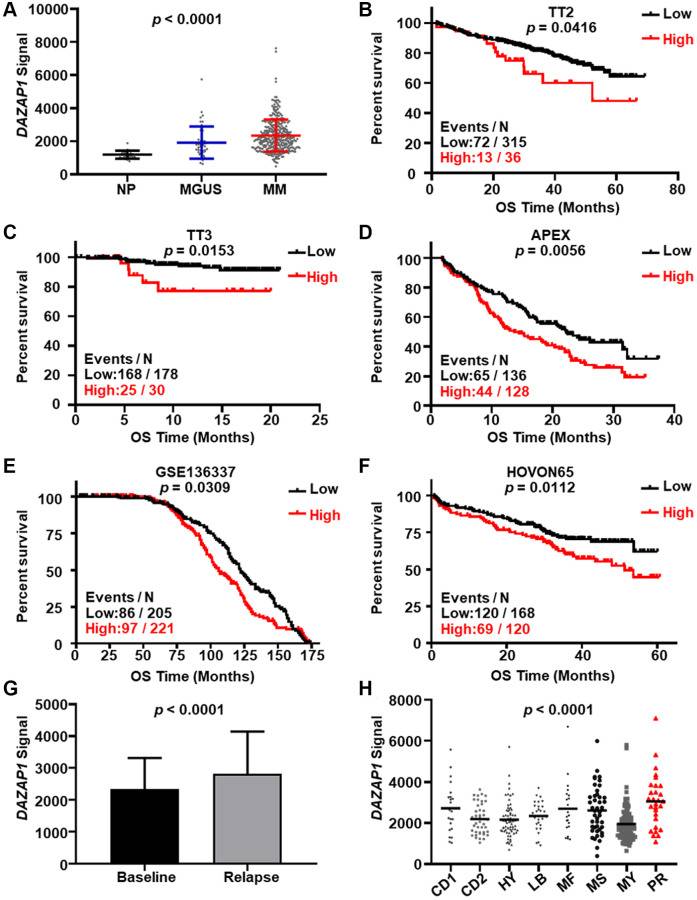 A
p < 0.0001
DAZAP1 Signal
10000
8000
6000
4000
2000
0
NP MGUS MM
B
TT2
p = 0.0416
Low
High
Percent survival
100
80
60
40
20
0
Events / N
Low:72 / 315
High:13 / 36
0 20 40 60 80
OS Time (Months)
C
TT3
p = 0.0153
Low
High
Percent survival
100
80
60
40
20
0
Events / N
Low:168 / 178
High:25 / 30
0 5 10 15 20 25
OS Time (Months)
D
APEX
p = 0.0056
Low
High
Percent survival
100
80
60
40
20
0
Events / N
Low:65 / 136
High:44 / 128
0 10 20 30 40
OS Time (Months)
E
GSE136337
p = 0.0309
Low
High
Percent survival
100
75
50
25
0
Events / N
Low:86 / 205
High:97 / 221
0 25 50 75 100 125 150 175
OS Time (Months)
F
HOVON65
p = 0.0112
Low
High
Percent survival
100
75
50
25
0
Events / N
Low:120 / 168
High:69 / 120
0 20 40 60
OS Time (Months)
G
p < 0.0001
DAZAP1 Signal
5000
4000
3000
2000
1000
0
Baseline Relapse
H
p < 0.0001
DAZAP1 Signal
8000
6000
4000
2000
0
CD1 CD2 HY LB MF MS MY PR